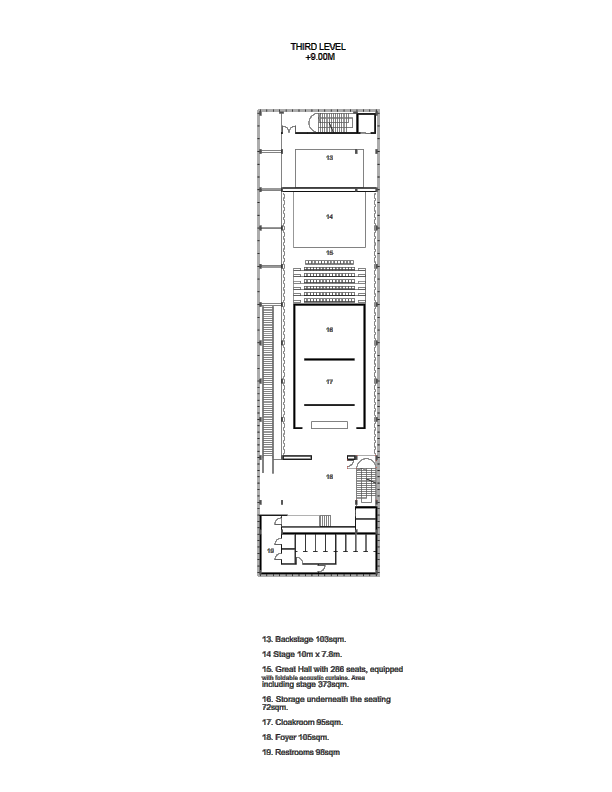 THIRD LEVEL
+9.00M
13
14
15
16
17
18
19
13. Backstage 103sqm.
14 Stage 10m x 7.8m.
15. Great Hall with 266 seats, equipped
with foldable acoustic curtains. Area
including stage 373sqm.
16. Storage underneath the seating
72sqm.
17. Cloakroom 95sqm.
18. Foyer 105sqm.
19. Restrooms 98sqm